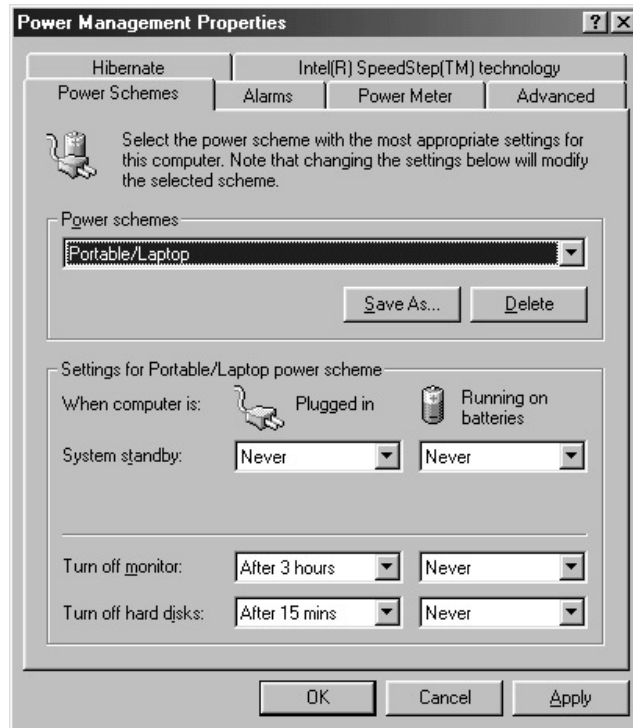 Power Management Properties
Hibernate
Intel(R) SpeedStep(TM) technology
Power Schemes
Alarms
Power Meter
Advanced
Select the power scheme with the most appropriate settings for
this computer. Note that changing the settings below will modify
the selected scheme.
Power schemes
Portable/Laptop
Save As...
Delete
Settings for Portable/Laptop power scheme
When computer is:
Plugged in
Running on
batteries
System standby:
Never
Never
Turn off monitor:
After 3 hours
Never
Turn off hard disks:
After 15 mins
Never
OK
Cancel
Apply